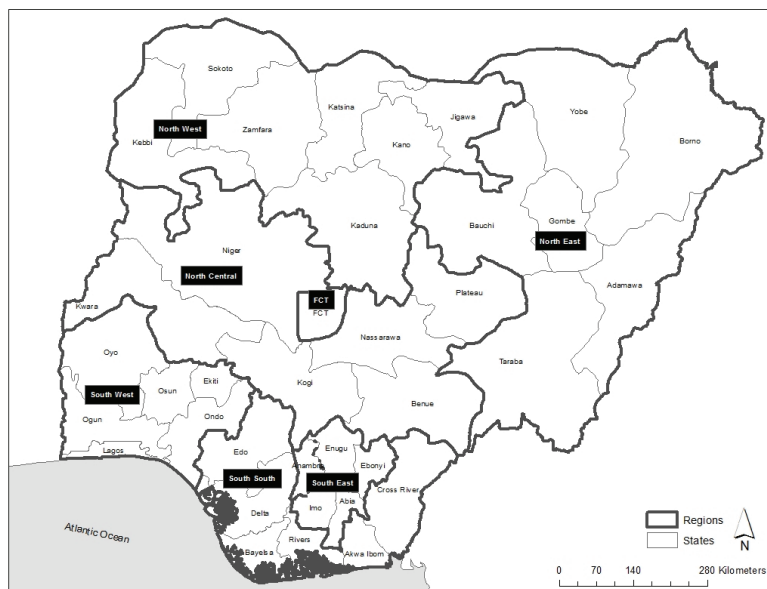 Sokoto
Katsina
Jigawa
Yobe
Borno
North West
Zamfara
Kebbi
Kano
Kaduna
Bauchi
Gombe
North East
Niger
North Central
FCT
FCT
Plateau
Adamawa
Kwara
Nassarawa
Taraba
Oyo
Kogi
Ekiti
Osun
South West
Benue
Ogun
Ondo
Lagos
Edo
Enugu
Anambra
Ebonyi
South South
South East
Cross River
Imo
Abia
Delta
Rivers
Bayelsa
Akwa Ibom
Atlantic Ocean
Regions
States
N
0 70 140 280 Kilometers